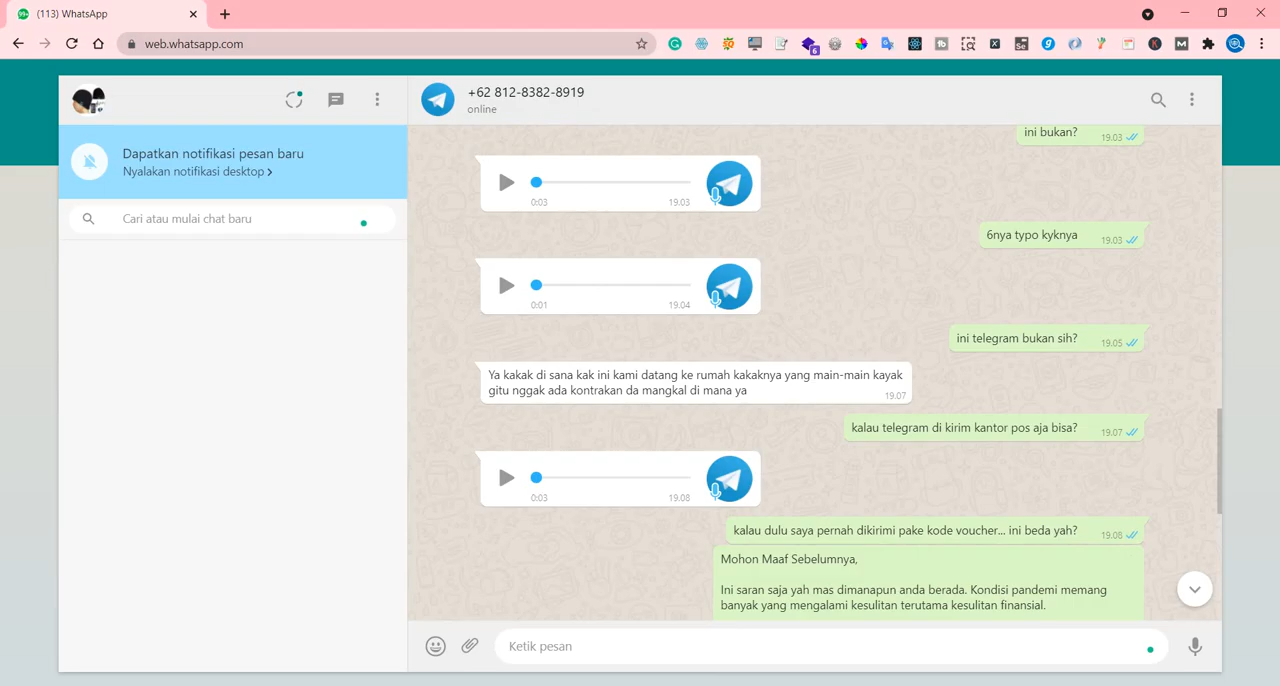 (113) WhatsApp
web.whatsapp.com
+62 812-8382-8919
online
Dapatkan notifikasi pesan baru
Nyalakan notifikasi desktop >
Cari atau mulai chat baru
ini bukan? 19.03
0:03 19.03
6nya typo kyknya 19.03
0:01 19.04
ini telegram bukan sih? 19.05
Ya kakak di sana kak ini kami datang ke rumah kakaknya yang main-main kayak
gitu nggak ada kontrakan da mangkal di mana ya
19.07
kalau telegram di kirim kantor pos aja bisa? 19.07
0:03 19.08
kalau dulu saya pernah dikirimi pake kode voucher... ini beda yah? 19.08
Mohon Maaf Sebelumnya,
Ini saran saja yah mas dimanapun anda berada. Kondisi pandemi memang
banyak yang mengalami kesulitan terutama kesulitan finansial.
Ketik pesan